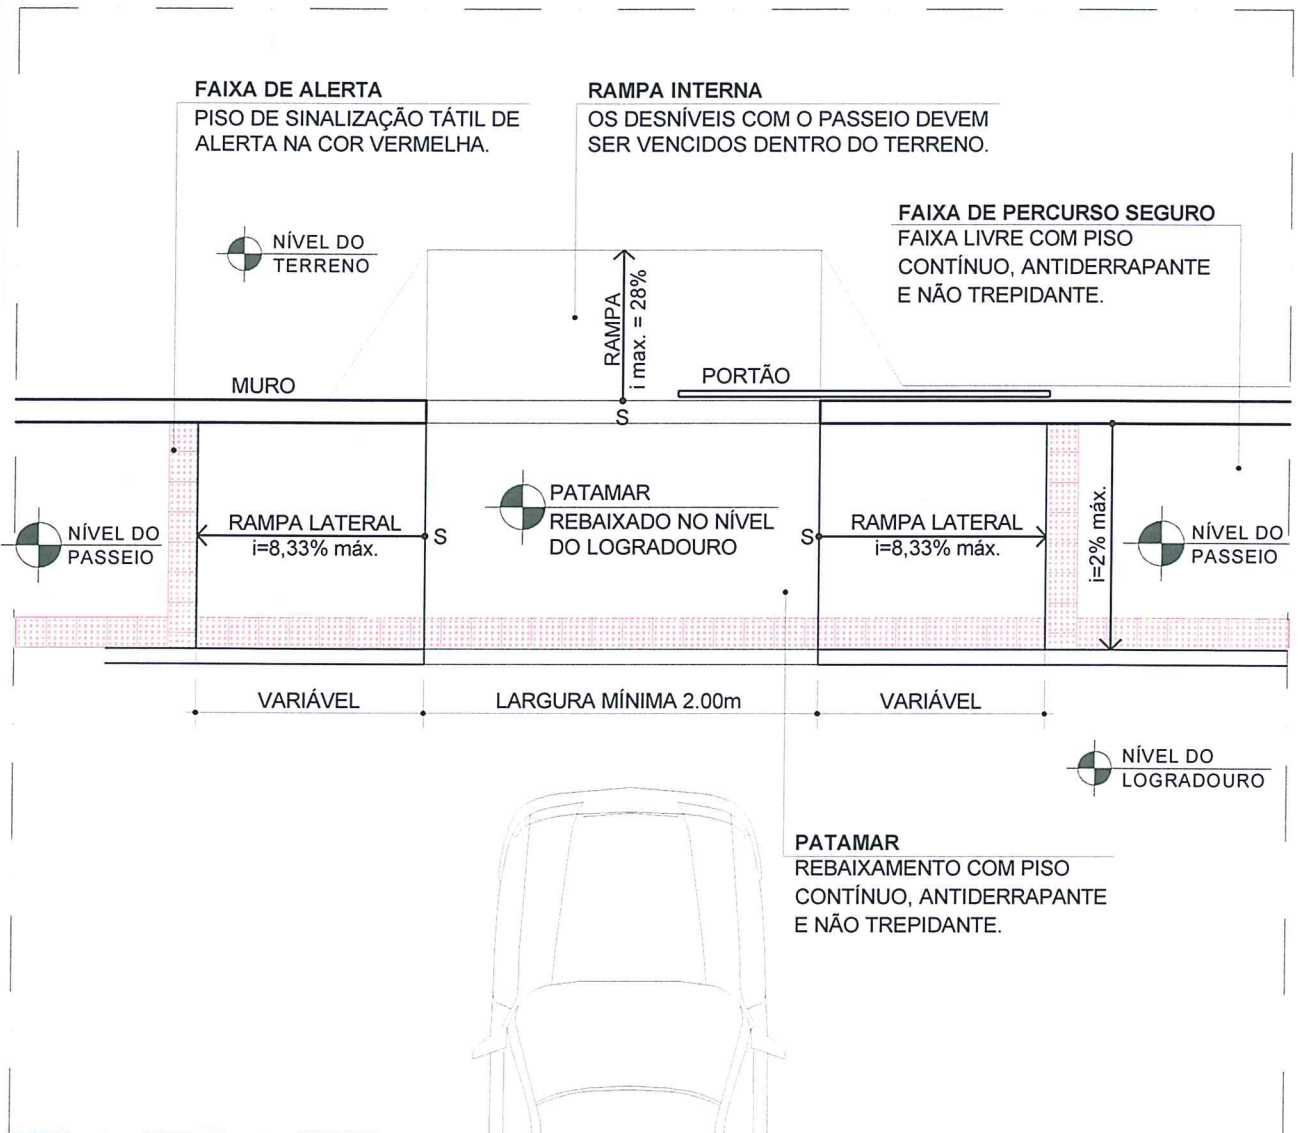 FAIXA DE ALERTA
PISO DE SINALIZAÇÃO TÁTIL DE
ALERTA NA COR VERMELHA.
RAMPA INTERNA
OS DESNÍVEIS COM O PASSEIO DEVEM
SER VENCIDOS DENTRO DO TERRENO.
FAIXA DE PERCURSO SEGURO
FAIXA LIVRE COM PISO
CONTÍNUO, ANTIDERRAPANTE
E NÃO TREPIDANTE.
NÍVEL DO
TERRENO
RAMPA
i max. = 28%
MURO
PORTÃO
S
NÍVEL DO
PASSEIO
RAMPA LATERAL
i=8,33% máx.
S
PATAMAR
REBAIXADO NO NÍVEL
DO LOGRADOURO
S
RAMPA LATERAL
i=8,33% máx.
i=2% máx.
NÍVEL DO
PASSEIO
VARIÁVEL
LARGURA MÍNIMA 2.00m
VARIÁVEL
NÍVEL DO
LOGRADOURO
PATAMAR
REBAIXAMENTO COM PISO
CONTÍNUO, ANTIDERRAPANTE
E NÃO TREPIDANTE.